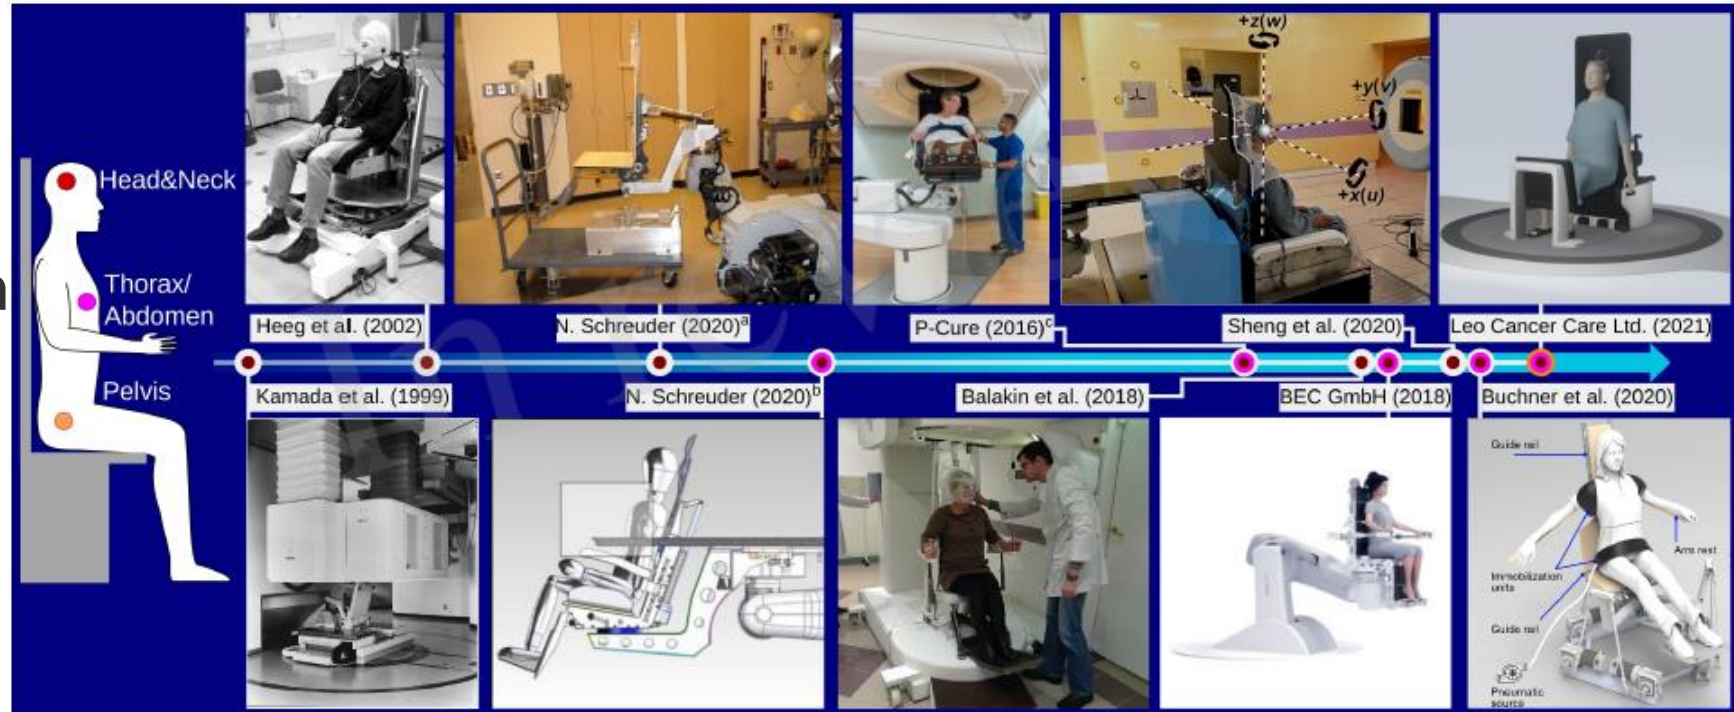 Head&Neck
Thorax/
Abdomen
Pelvis
+z(w)
+y(v)
+x(u)
Heeg et al. (2002)
N. Schreuder (2020)ᵃ
P-Cure (2016)ᶜ
Sheng et al. (2020)
Leo Cancer Care Ltd. (2021)
Kamada et al. (1999)
N. Schreuder (2020)ᵇ
Balakin et al. (2018)
BEC GmbH (2018)
Buchner et al. (2020)
Guide rail
Arm rest
Immobilization
units
Guide rail
Pneumatic
source